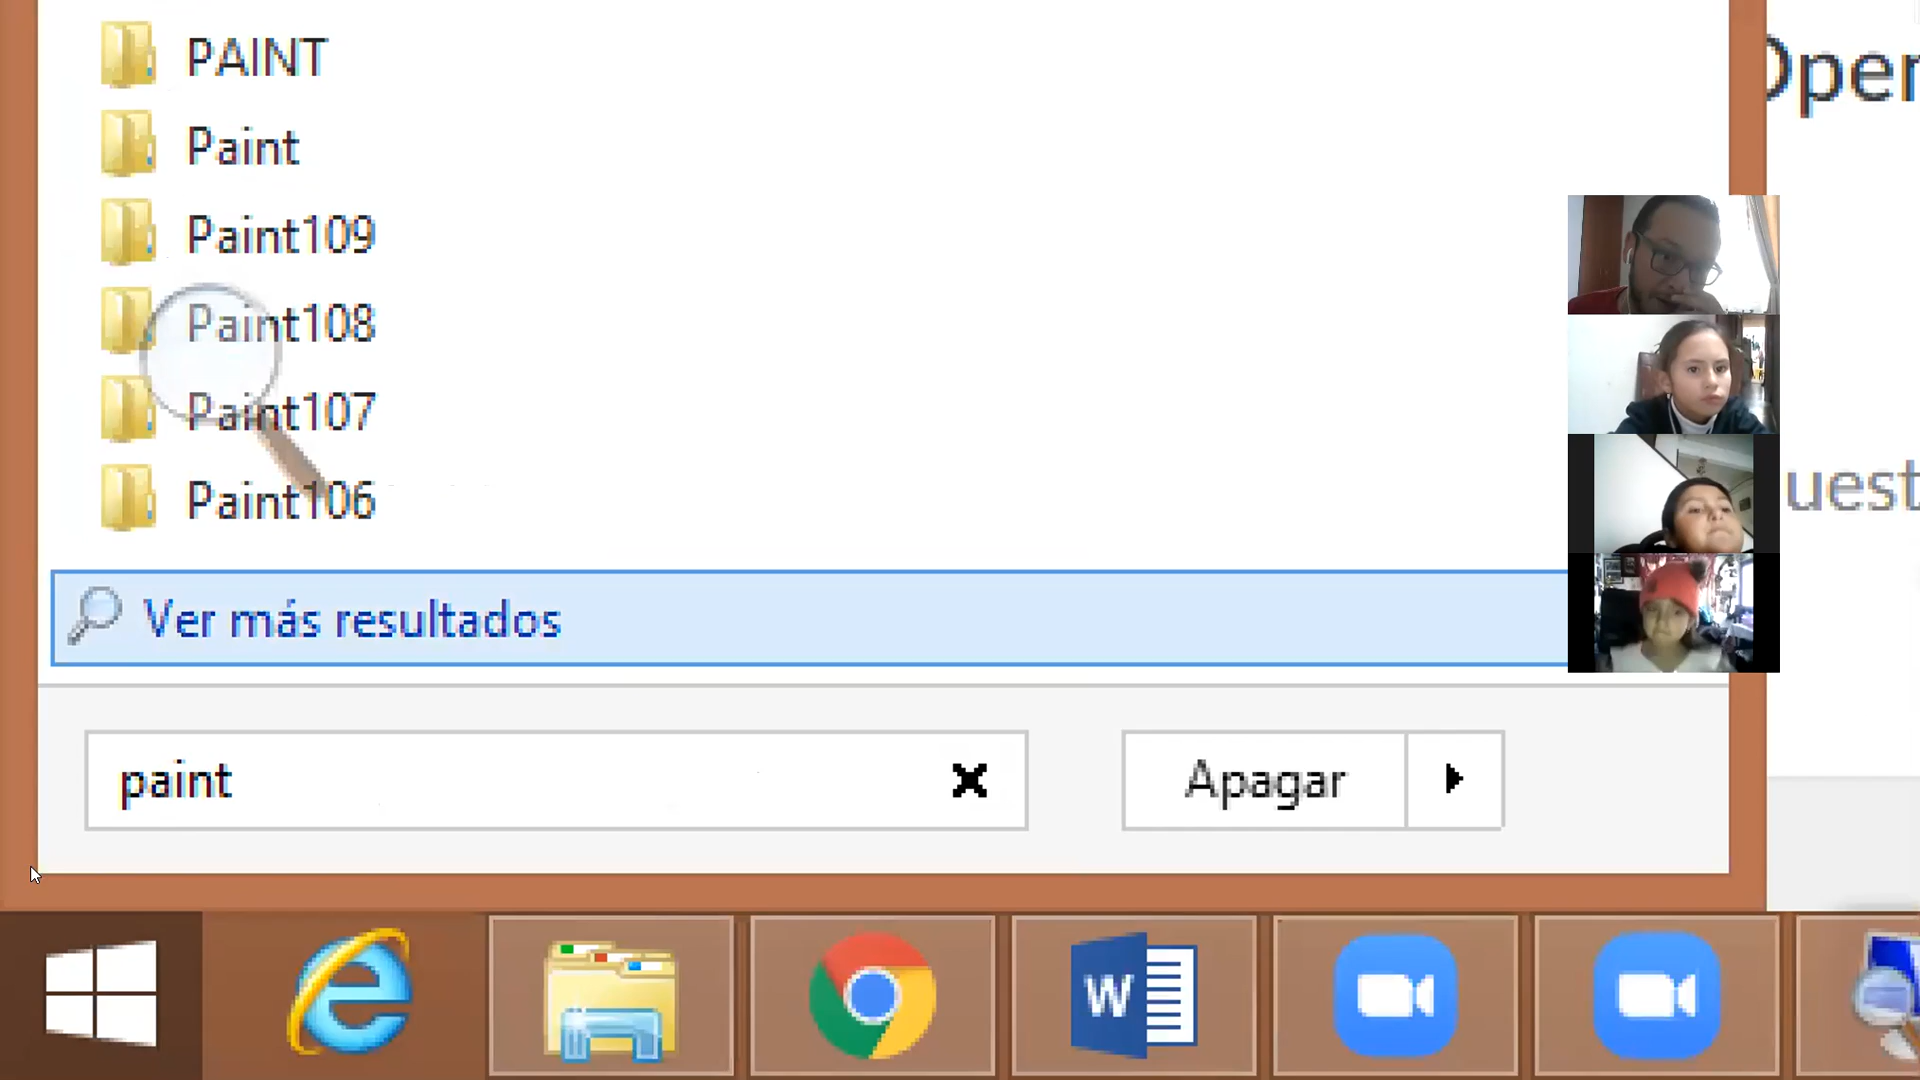 PAINT
Paint
Paint109
Paint108
Paint107
Paint106
Ver más resultados
paint
Apagar
W